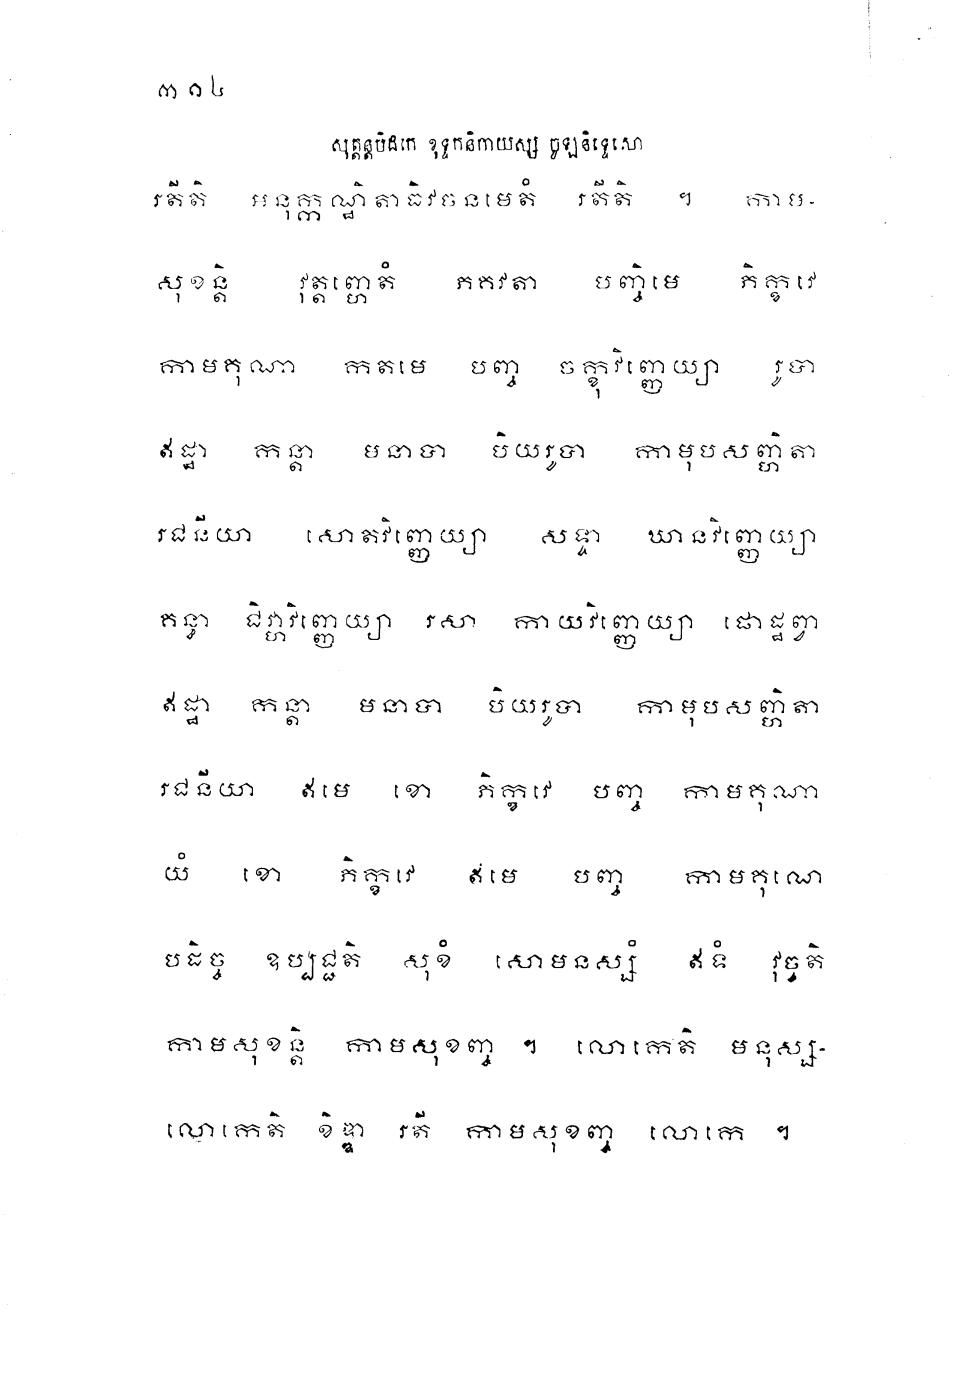 ៣១៤
សុត្តន្តបិដកេ ខុទ្ទកនិកាយស្ស ចូឡនិទ្ទេសោ
រតីតិ អនុក្កណ្ឋិតាធិវចនមេតំ រតីតិ ។ កាម-
សុខន្តិ វុត្តញ្ហេតំ ភគវតា បញ្ចិមេ ភិក្ខវេ
កាមគុណា កតមេ បញ្ច ចក្ខុវិញ្ញេយ្យា រូបា
ឥដ្ឋា កន្តា មនាបា បិយរូបា កាមុបសញ្ហិតា
រជនីយា សោតវិញ្ញេយ្យា សទ្ទា ឃានវិញ្ញេយ្យា
គន្ធា ជិវ្ហាវិញ្ញេយ្យា រសា កាយវិញ្ញេយ្យា ផោដ្ឋព្វា
ឥដ្ឋា កន្តា មនាបា បិយរូបា កាមុបសញ្ហិតា
រជនីយា ឥមេ ខោ ភិក្ខវេ បញ្ច កាមគុណា
យំ ខោ ភិក្ខវេ ឥមេ បញ្ច កាមគុណេ
បដិច្ច ឧប្បជ្ជតិ សុខំ សោមនស្សំ ឥទំ វុច្ចតិ
កាមសុខន្តិ កាមសុខញ្ច ។ លោកេតិ មនុស្ស-
លោកេតិ ខិឌ្ឌា រតី កាមសុខញ្ច លោកេ ។